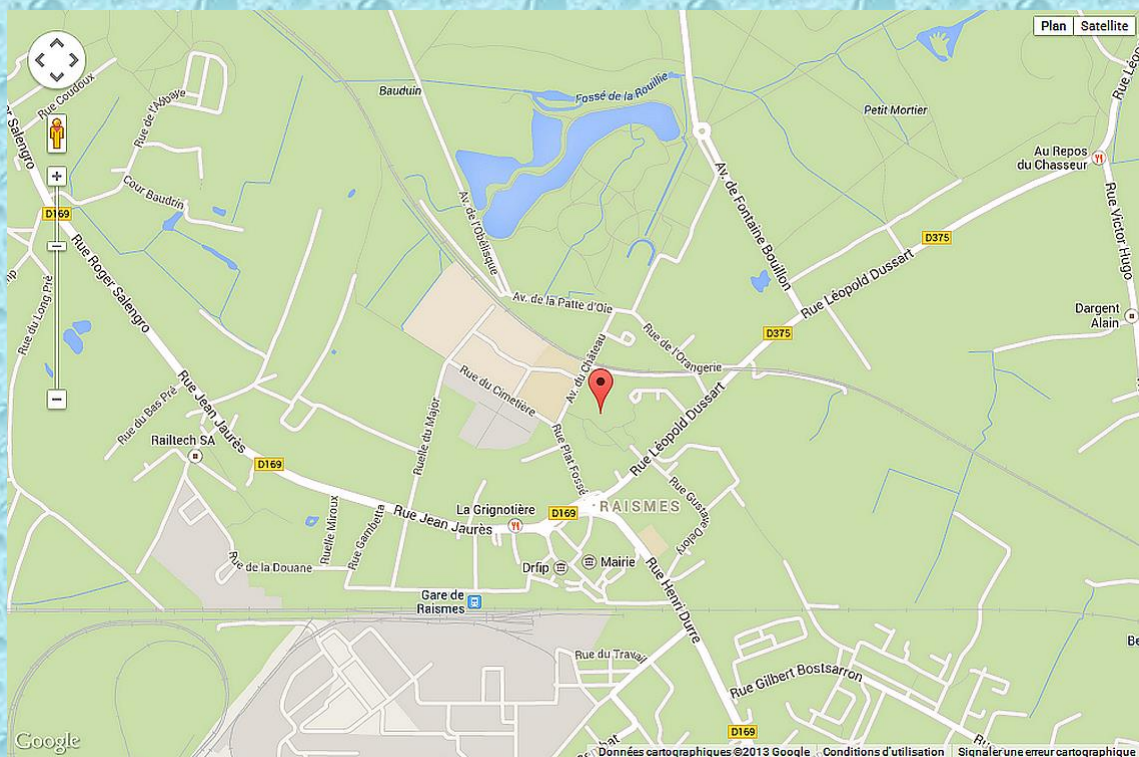 Plan
Satellite
Rue Coudoux
Rue de l'Abbaye
Bauduin
Fossé de la Rouillie
Petit Mortier
Rue Léop
er Salengro
Au Repos
du Chasseur
Cour Baudrin
Av. de l'Obélisque
Av. de Fontaine Bouillon
Rue Victor Hugo
D169
D375
Rue Roger Salengro
Rue du Long Pré
Rue Léopold Dussart
Av. de la Patte d'Oie
Dargent
Alain
D375
Rue de l'Orangerie
Av. du Château
Rue du Cimetière
Rue Jean Jaurès
Rue du Bas Pré
Ruelle du Major
Rue Léopold Dussart
Railtech SA
Rue Plat Fossé
D169
Rue Gustave Delory
La Grignotière
D169
RAISMES
Rue Jean Jaurès
Ruelle Miroux
Rue Gambetta
Rue de la Douane
Drfip
Mairie
Gare de
Raismes
Rue Henri Durre
Rue du Travail
Rue Gilbert Bostsarron
D169
Google
Données cartographiques ©2013 Google
Conditions d'utilisation
Signaler une erreur cartographique